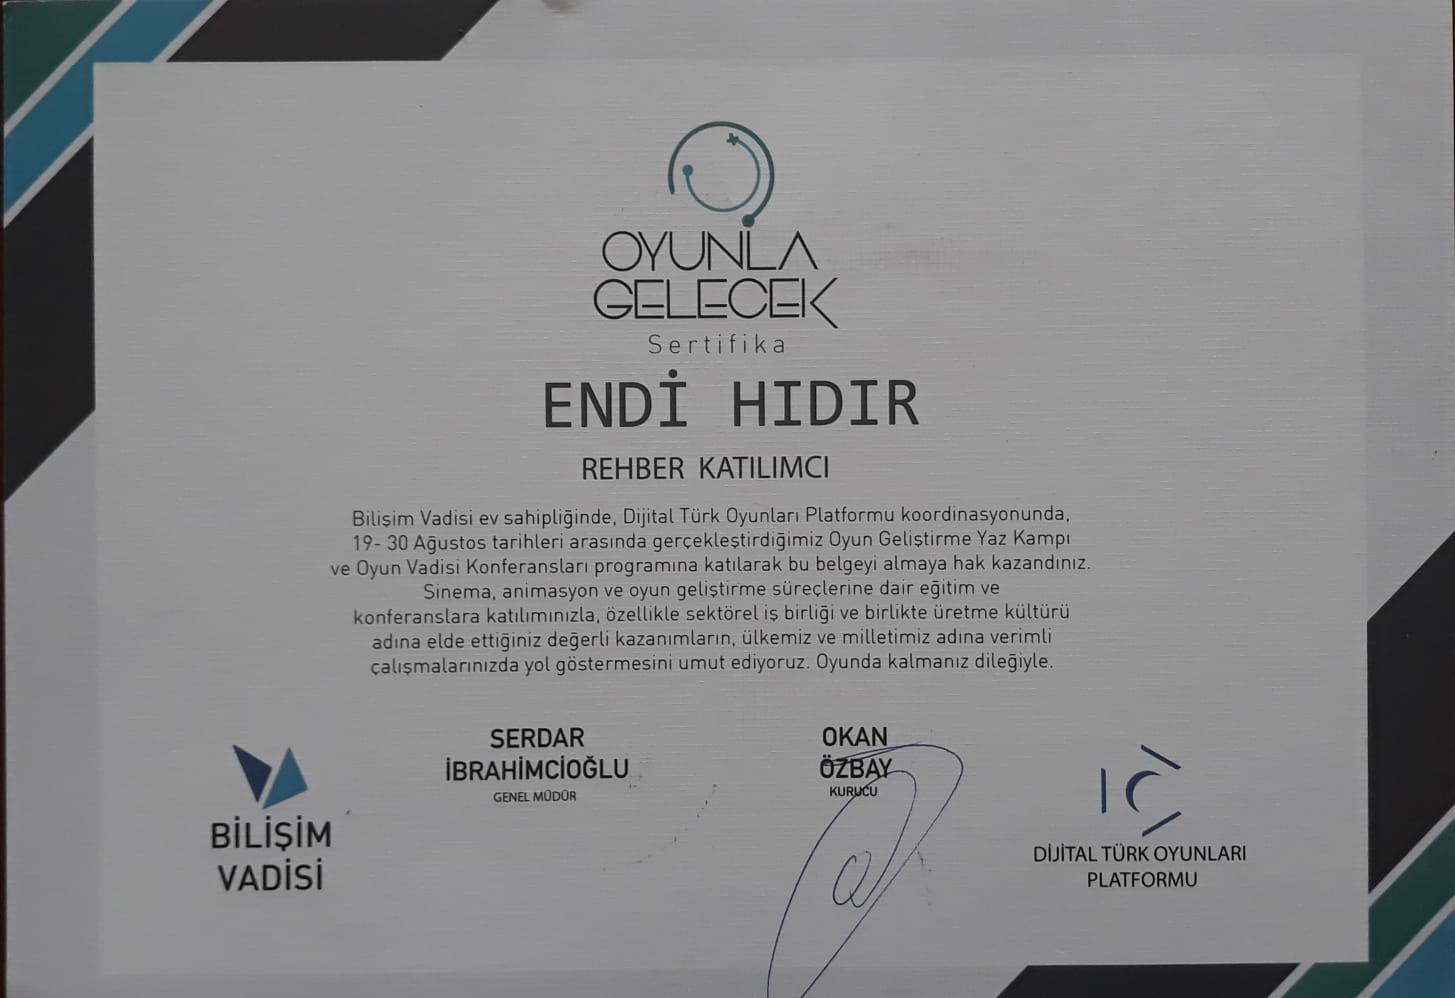 OYUNLA
GELECEK
Sertifika
ENDİ HIDIR
REHBER KATILIMCI
Bilişim Vadisi ev sahipliğinde, Dijital Türk Oyunları Platformu koordinasyonunda,
19- 30 Ağustos tarihleri arasında gerçekleştirdiğimiz Oyun Geliştirme Yaz Kampı
ve Oyun Vadisi Konferansları programına katılarak bu belgeyi almaya hak kazandınız.
Sinema, animasyon ve oyun geliştirme süreçlerine dair eğitim ve
konferanslara katılımınızla, özellikle sektörel iş birliği ve birlikte üretme kültürü
adına elde ettiğiniz değerli kazanımların, ülkemiz ve milletimiz adına verimli
çalışmalarınızda yol göstermesini umut ediyoruz. Oyunda kalmanız dileğiyle.
SERDAR
İBRAHİMCİOĞLU
GENEL MÜDÜR
OKAN
ÖZBAY
KURUCU
BİLİŞİM
VADİSİ
DİJİTAL TÜRK OYUNLARI
PLATFORMU